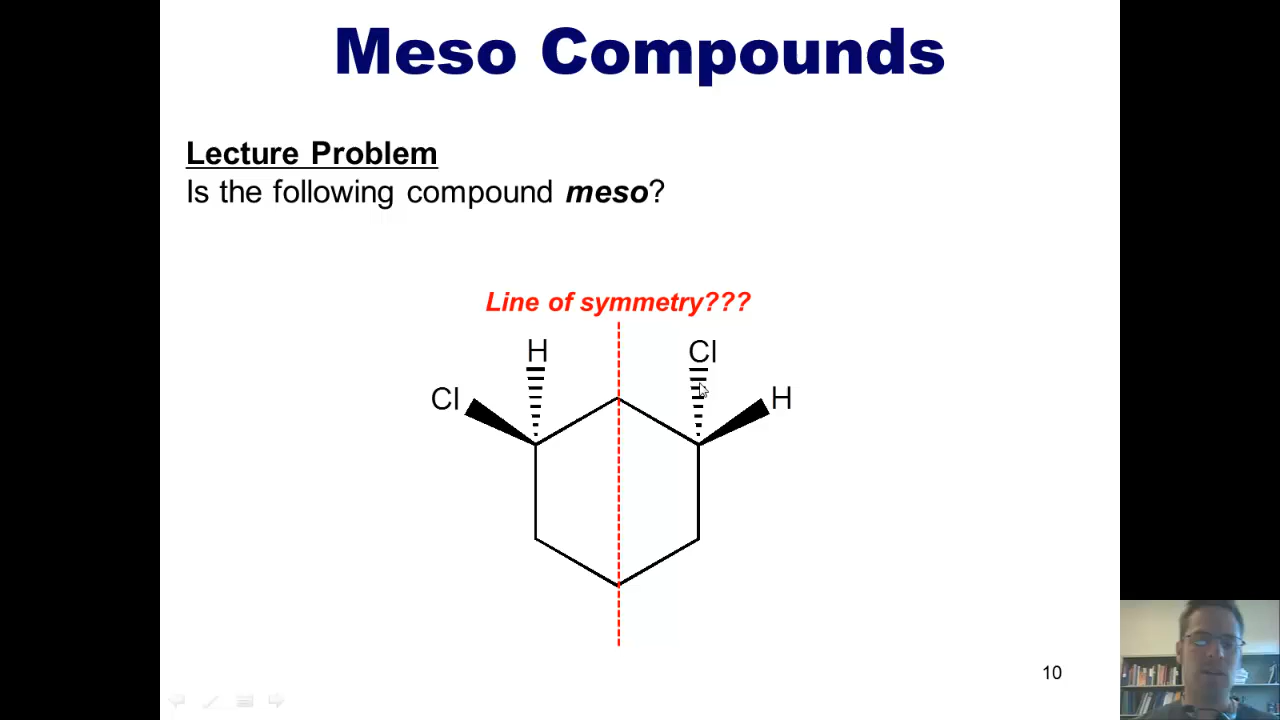 Meso Compounds
Lecture Problem
Is the following compound meso?
Line of symmetry???
H
Cl
Cl
H
10